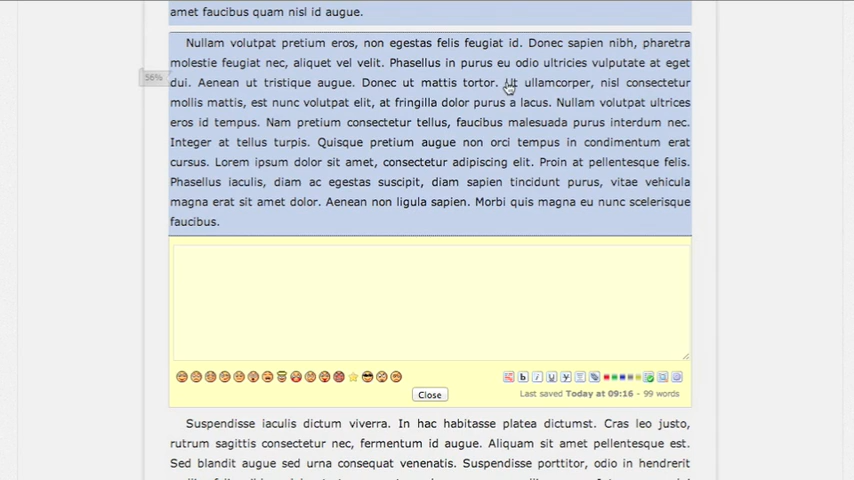 amet faucibus quam nisl id augue.
Nullam volutpat pretium eros, non egestas felis feugiat id. Donec sapien nibh, pharetra
molestie feugiat nec, aliquet vel velit. Phasellus in purus eu odio ultricies vulputate at eget
56%
dui. Aenean ut tristique augue. Donec ut mattis tortor. Ut ullamcorper, nisl consectetur
mollis mattis, est nunc volutpat elit, at fringilla dolor purus a lacus. Nullam volutpat ultrices
eros id tempus. Nam pretium consectetur tellus, faucibus malesuada purus interdum nec.
Integer at tellus turpis. Quisque pretium augue non orci tempus in condimentum erat
cursus. Lorem ipsum dolor sit amet, consectetur adipiscing elit. Proin at pellentesque felis.
Phasellus iaculis, diam ac egestas suscipit, diam sapien tincidunt purus, vitae vehicula
magna erat sit amet dolor. Aenean non ligula sapien. Morbi quis magna eu nunc scelerisque
faucibus.
b i U
Close
Last saved Today at 09:16 - 99 words
Suspendisse iaculis dictum viverra. In hac habitasse platea dictumst. Cras leo justo,
rutrum sagittis consectetur nec, fermentum id augue. Aliquam sit amet pellentesque est.
Sed blandit augue sed urna consequat venenatis. Suspendisse porttitor, odio in hendrerit